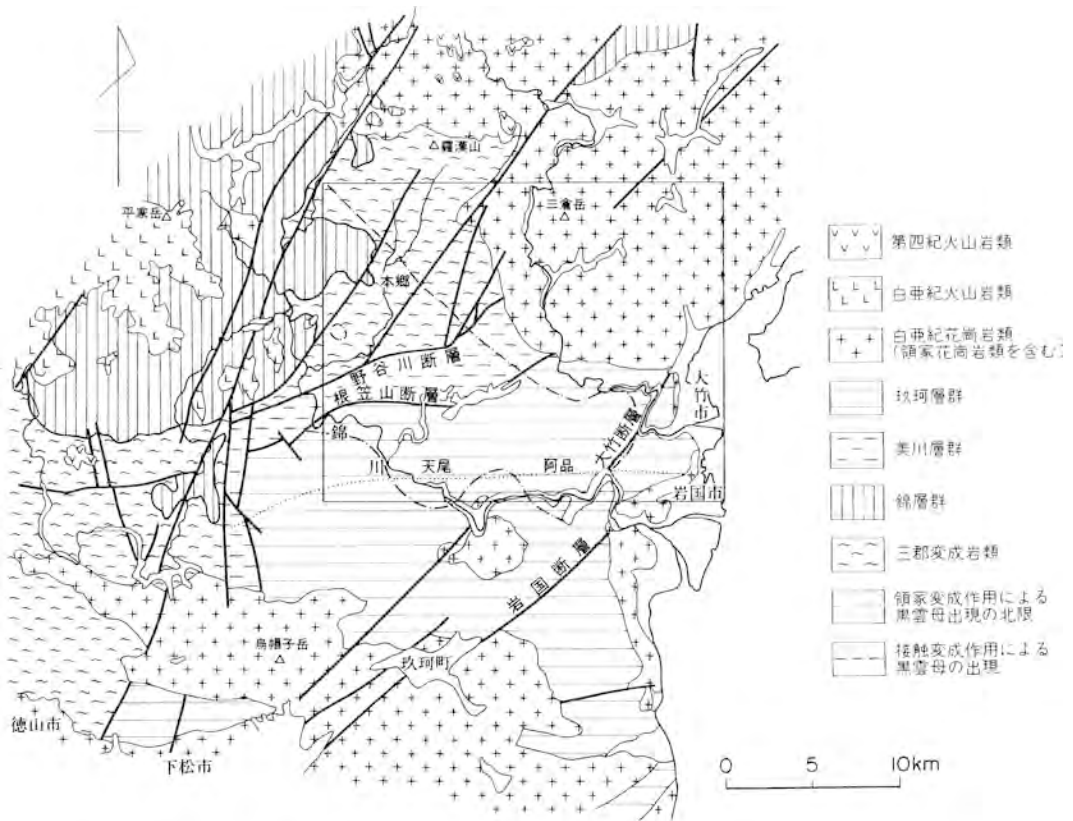 羅漢山
平家岳
三倉岳
本郷
野谷川断層
根笠山断層
大竹市
大竹断層
錦
川
天尾
阿品
岩国市
岩国断層
烏帽子岳
玖珂町
徳山市
下松市
第四紀火山岩類
白亜紀火山岩類
白亜紀花崗岩類
(領家花崗岩類を含む)
玖珂層群
美川層群
錦層群
三郡変成岩類
領家変成作用による
黒雲母出現の北限
接触変成作用による
黒雲母の出現
0 5 10km